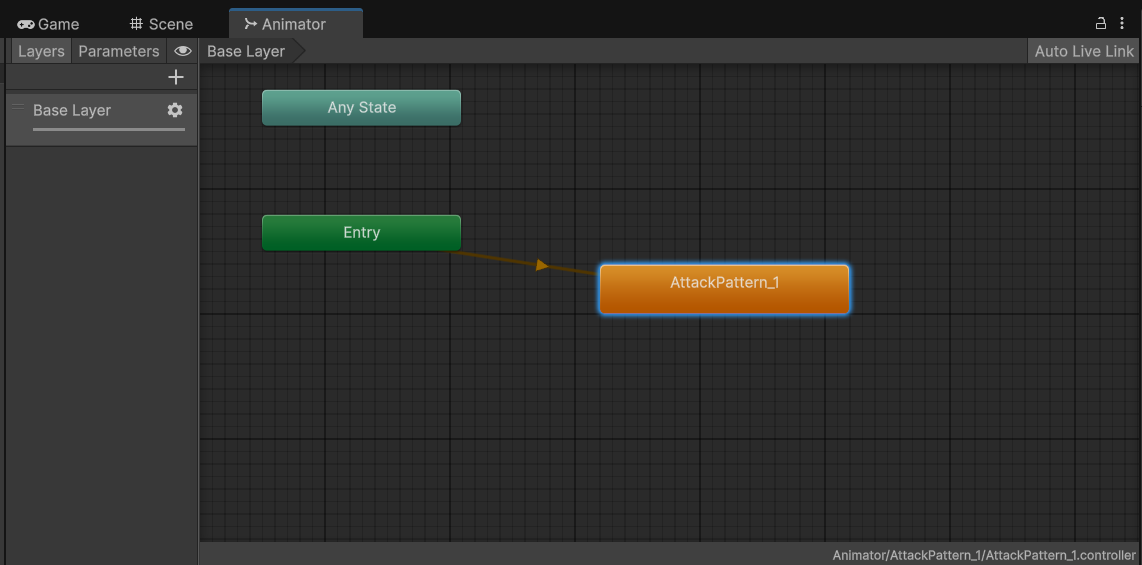 Game Scene Animator
Layers Parameters Base Layer Auto Live Link
Base Layer
Any State
Entry
AttackPattern_1
Animator/AttackPattern_1/AttackPattern_1.controller